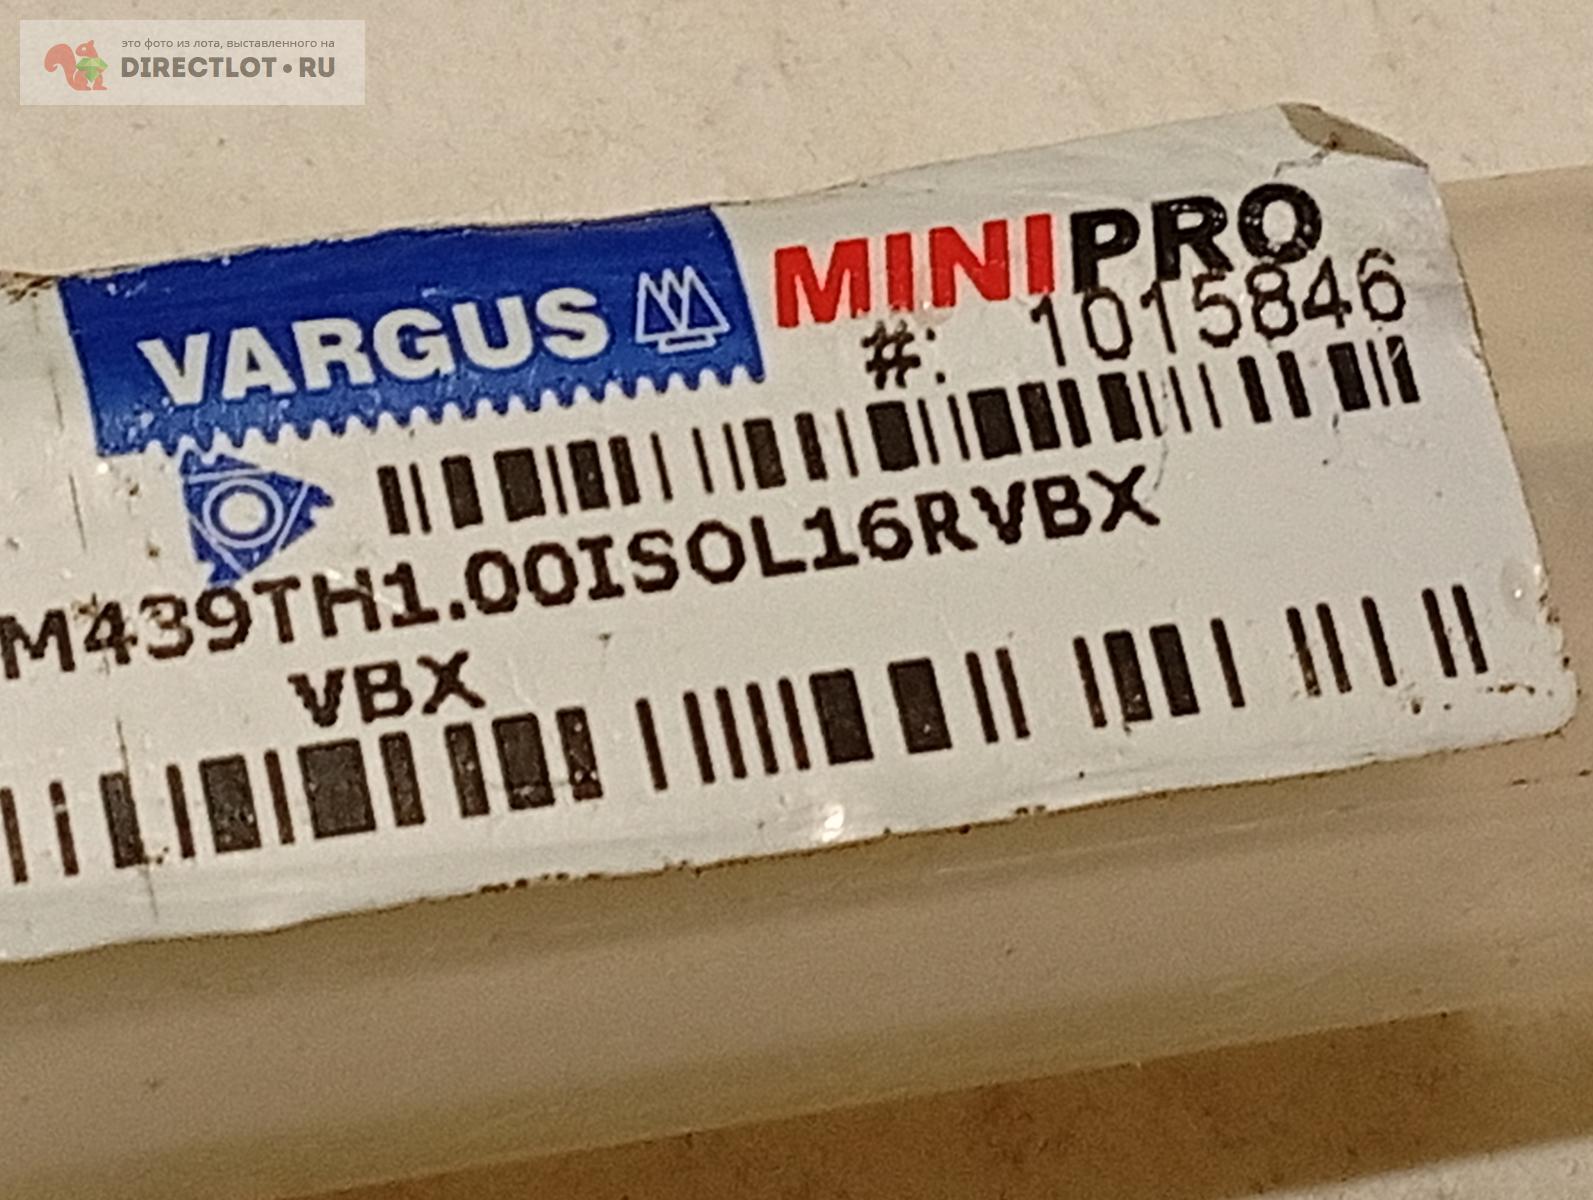 это фото из лота, выставленного на
DIRECTLOT•RU
VARGUS MINIPRO
#: 1015846
M439TH1.00ISOL16RVBX
VBX